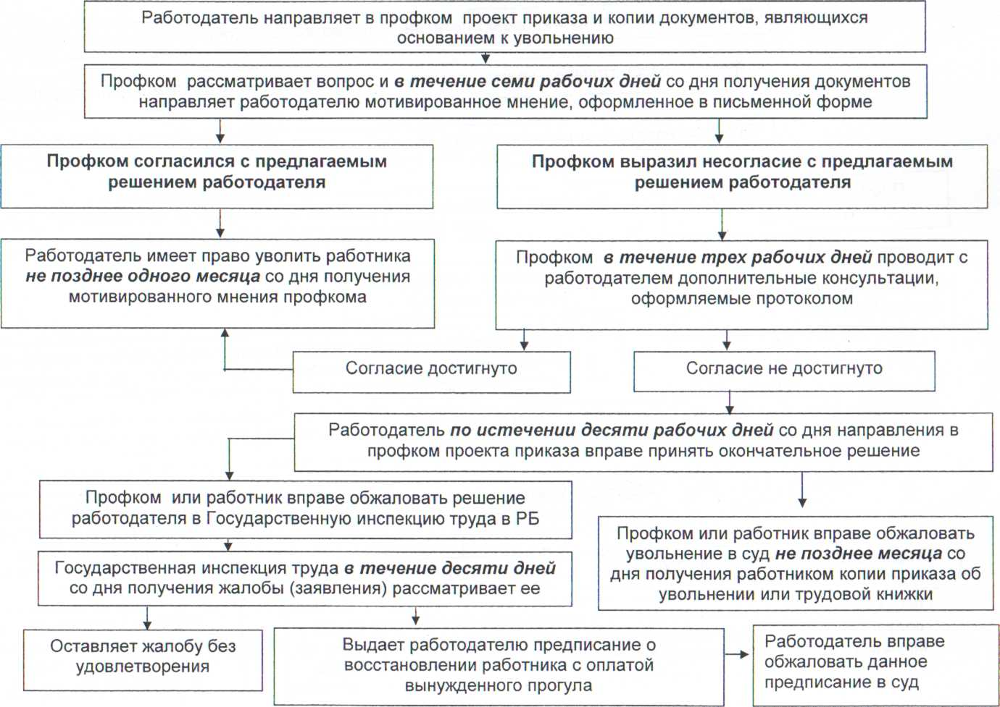 Работодатель направляет в профком проект приказа и копии документов, являющихся
основанием к увольнению
Профком рассматривает вопрос и в течение семи рабочих дней со дня получения документов
направляет работодателю мотивированное мнение, оформленное в письменной форме
Профком согласился с предлагаемым
решением работодателя
Профком выразил несогласие с предлагаемым
решением работодателя
Работодатель имеет право уволить работника
не позднее одного месяца со дня получения
мотивированного мнения профкома
Профком в течение трех рабочих дней проводит с
работодателем дополнительные консультации,
оформляемые протоколом
Согласие достигнуто
Согласие не достигнуто
Работодатель по истечении десяти рабочих дней со дня направления в
профком проекта приказа вправе принять окончательное решение
Профком или работник вправе обжаловать решение
работодателя в Государственную инспекцию труда в РБ
Профком или работник вправе обжаловать
увольнение в суд не позднее месяца со
дня получения работником копии приказа об
увольнении или трудовой книжки
Государственная инспекция труда в течение десяти дней
со дня получения жалобы (заявления) рассматривает ее
Оставляет жалобу без
удовлетворения
Выдает работодателю предписание о
восстановлении работника с оплатой
вынужденного прогула
Работодатель вправе
обжаловать данное
предписание в суд